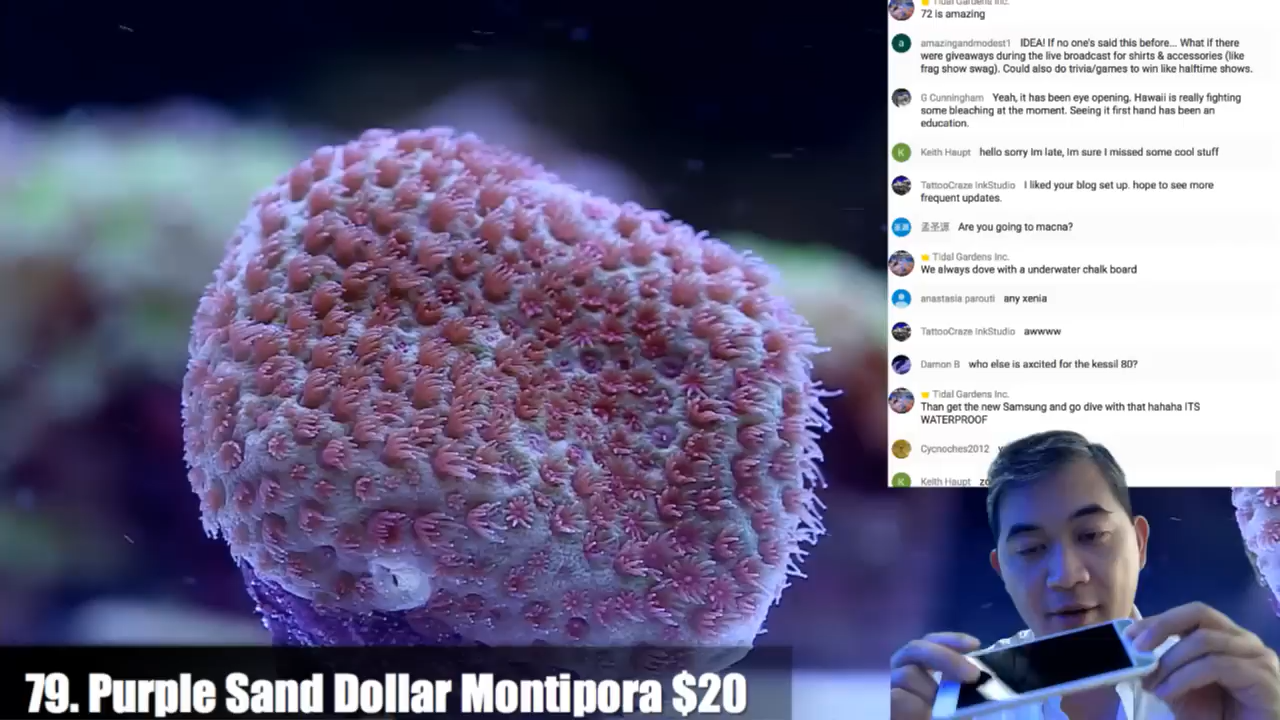 Tidal Gardens Inc.
72 is amazing
a
amazingandmodest1 IDEA! If no one's said this before... What if there
were giveaways during the live broadcast for shirts & accessories (like
frag show swag). Could also do trivia/games to win like halftime shows.
G Cunningham Yeah, it has been eye opening. Hawaii is really fighting
some bleaching at the moment. Seeing it first hand has been an
education.
K
Keith Haupt hello sorry Im late, Im sure I missed some cool stuff
TattooCraze InkStudio I liked your blog set up. hope to see more
frequent updates.
孟圣源 Are you going to macna?
Tidal Gardens Inc.
We always dove with a underwater chalk board
anastasia parouti any xenia
TattooCraze InkStudio awwww
Damon B who else is axcited for the kessil 80?
Tidal Gardens Inc.
Than get the new Samsung and go dive with that hahaha ITS
WATERPROOF
Cycnoches2012
K
Keith Haupt
79. Purple Sand Dollar Montipora $20